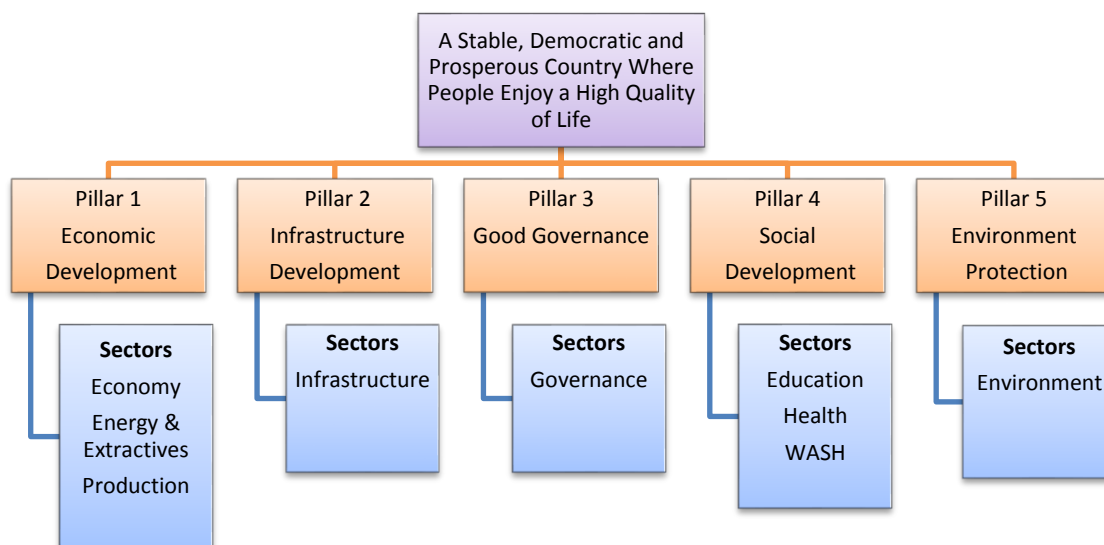 A Stable, Democratic and
Prosperous Country Where
People Enjoy a High Quality
of Life
Pillar 1
Economic
Development
Pillar 2
Infrastructure
Development
Pillar 3
Good Governance
Pillar 4
Social
Development
Pillar 5
Environment
Protection
Sectors
Economy
Energy &
Extractives
Production
Sectors
Infrastructure
Sectors
Governance
Sectors
Education
Health
WASH
Sectors
Environment